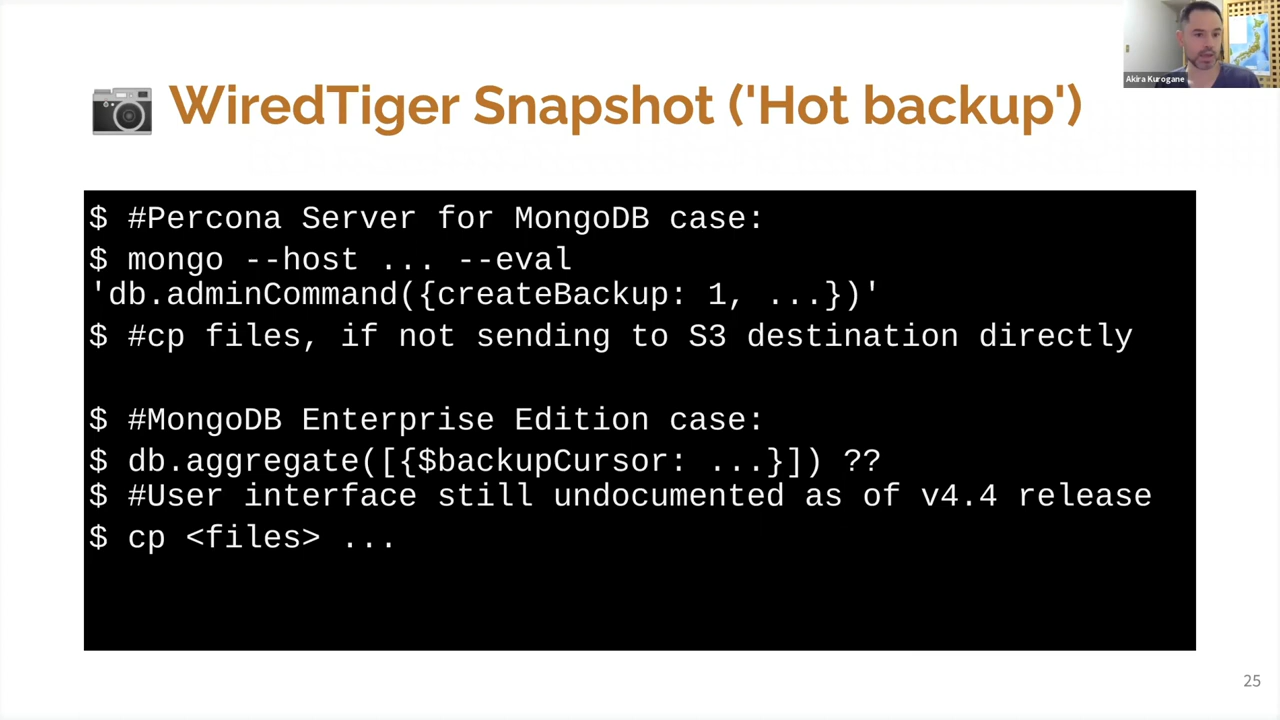 Akira Kurogane
WiredTiger Snapshot ('Hot backup')
$ #Percona Server for MongoDB case:
$ mongo --host ... --eval
'db.adminCommand({createBackup: 1, ...})'
$ #cp files, if not sending to S3 destination directly
$ #MongoDB Enterprise Edition case:
$ db.aggregate([{$backupCursor: ...}]) ??
$ #User interface still undocumented as of v4.4 release
$ cp <files> ...
25